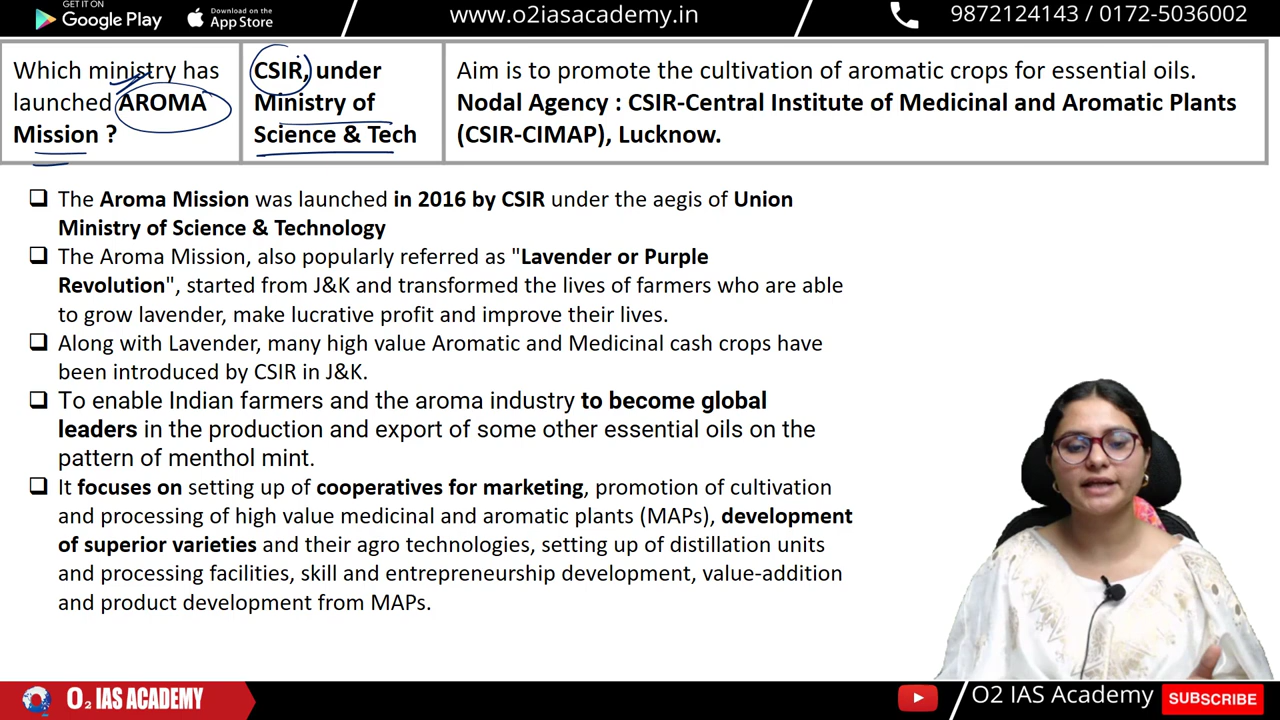 GET IT ON
Google Play
Download on the
App Store
www.o2iasacademy.in
9872124143 / 0172-5036002
Which ministry has
launched AROMA
Mission ?
CSIR, under
Ministry of
Science & Tech
Aim is to promote the cultivation of aromatic crops for essential oils.
Nodal Agency : CSIR-Central Institute of Medicinal and Aromatic Plants
(CSIR-CIMAP), Lucknow.
The Aroma Mission was launched in 2016 by CSIR under the aegis of Union
Ministry of Science & Technology
The Aroma Mission, also popularly referred as "Lavender or Purple
Revolution", started from J&K and transformed the lives of farmers who are able
to grow lavender, make lucrative profit and improve their lives.
Along with Lavender, many high value Aromatic and Medicinal cash crops have
been introduced by CSIR in J&K.
To enable Indian farmers and the aroma industry to become global
leaders in the production and export of some other essential oils on the
pattern of menthol mint.
It focuses on setting up of cooperatives for marketing, promotion of cultivation
and processing of high value medicinal and aromatic plants (MAPs), development
of superior varieties and their agro technologies, setting up of distillation units
and processing facilities, skill and entrepreneurship development, value-addition
and product development from MAPs.
O₂ IAS ACADEMY
O2 IAS Academy
SUBSCRIBE